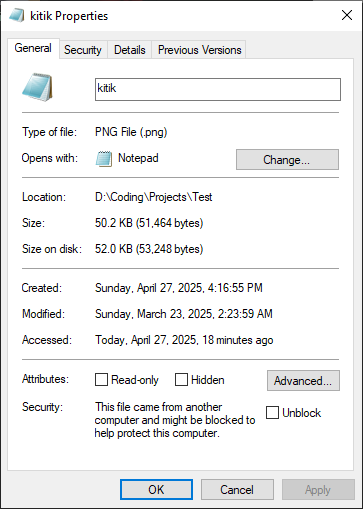 kitik Properties
General Security Details Previous Versions
kitik
Type of file: PNG File (.png)
Opens with: Notepad Change...
Location: D:\Coding\Projects\Test
Size: 50.2 KB (51,464 bytes)
Size on disk: 52.0 KB (53,248 bytes)
Created: Sunday, April 27, 2025, 4:16:55 PM
Modified: Sunday, March 23, 2025, 2:23:59 AM
Accessed: Today, April 27, 2025, 18 minutes ago
Attributes: Read-only Hidden Advanced...
Security: This file came from another
computer and might be blocked to
help protect this computer.
Unblock
OK Cancel Apply